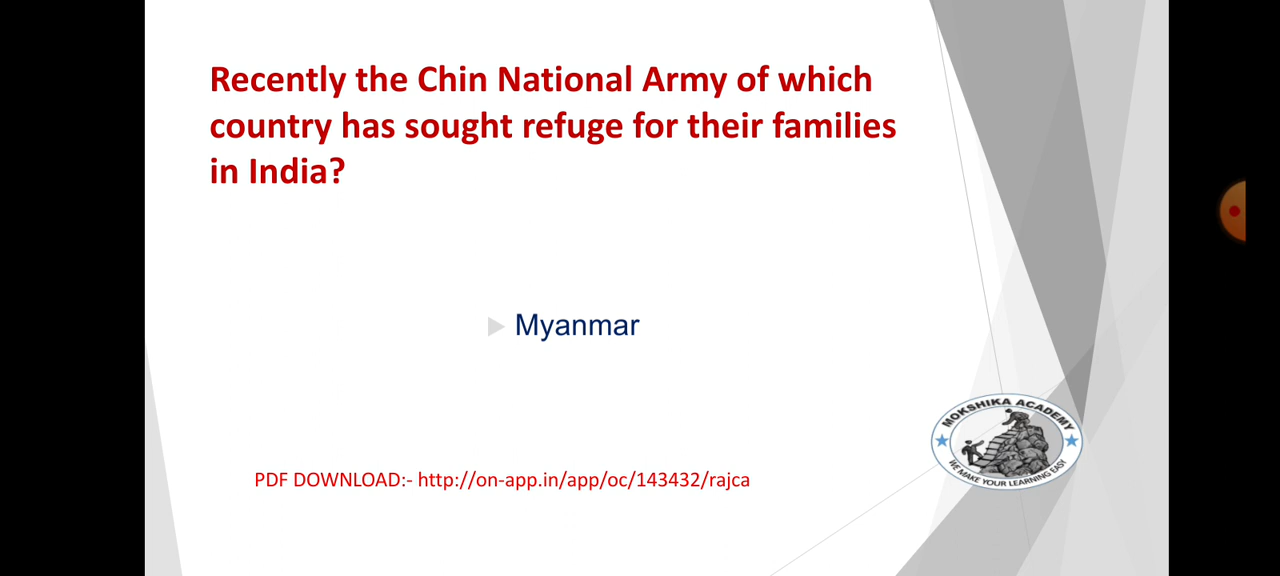 Recently the Chin National Army of which
country has sought refuge for their families
in India?
Myanmar
MOKSHIKA ACADEMY
WE MAKE YOUR LEARNING EASY
PDF DOWNLOAD:- http://on-app.in/app/oc/143432/rajca